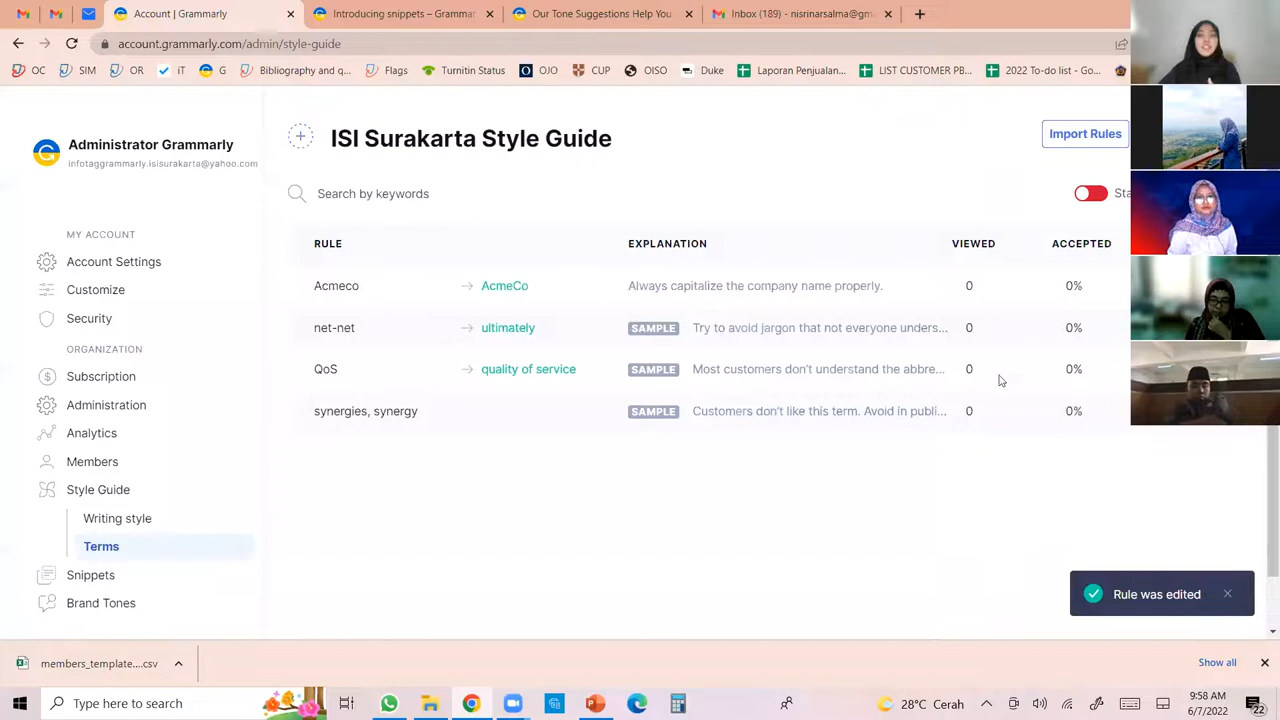 Account | Grammarly
Introducing snippets – Grammar
Our Tone Suggestions Help You
Inbox (189) - nisrinarsalma@gm
account.grammarly.com/admin/style-guide
OC
SIM
OR
iT
G
Bibliography and q...
Flags
Turnitin Stati...
OJO
CUP
OISO
Duke
Laporan Penjualan...
LIST CUSTOMER PB...
2022 To-do list - Go...
Administrator Grammarly
infotaggrammarly.isisurakarta@yahoo.com
MY ACCOUNT
Account Settings
Customize
Security
ORGANIZATION
Subscription
Administration
Analytics
Members
Style Guide
Writing style
Terms
Snippets
Brand Tones
ISI Surakarta Style Guide
Import Rules
Search by keywords
Sta
RULE EXPLANATION VIEWED ACCEPTED
Acmeco → AcmeCo Always capitalize the company name properly. 0 0%
net-net → ultimately SAMPLE Try to avoid jargon that not everyone unders... 0 0%
QoS → quality of service SAMPLE Most customers don't understand the abbre... 0 0%
synergies, synergy SAMPLE Customers don't like this term. Avoid in publi... 0 0%
Rule was edited
members_template....csv
Show all
Type here to search
28°C Cerah
9:58 AM
6/7/2022
22